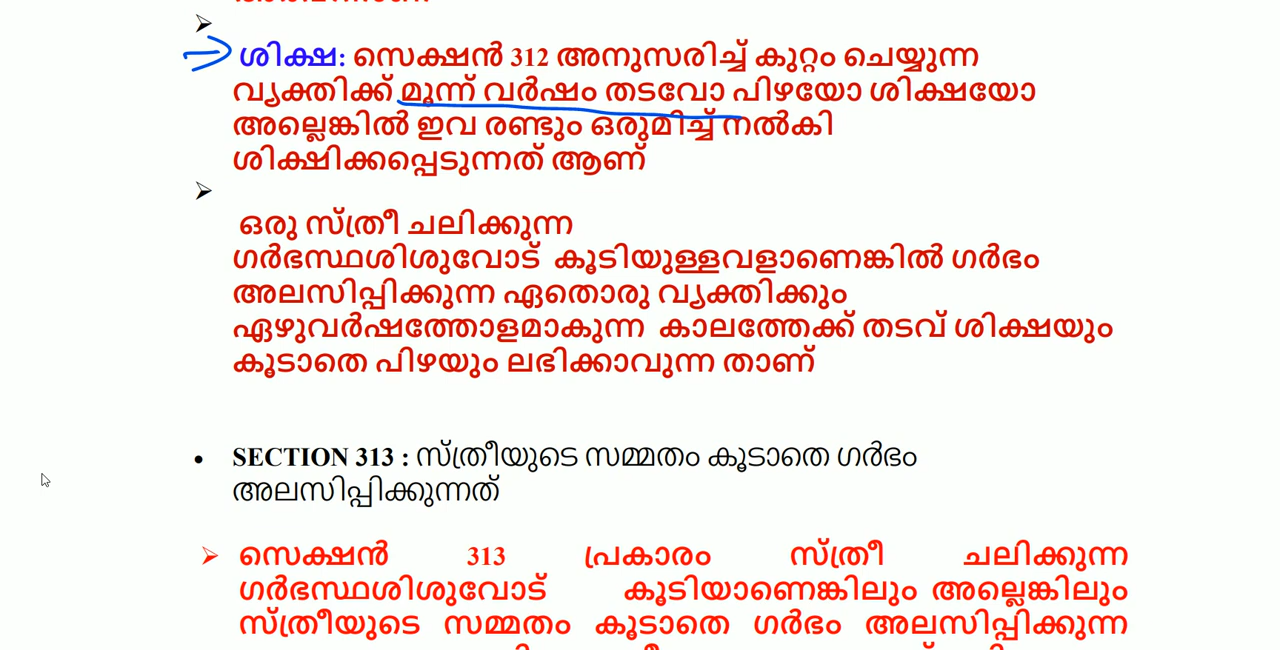 ശിക്ഷ: സെക്ഷൻ 312 അനുസരിച്ച് കുറ്റം ചെയ്യുന്ന
വ്യക്തിക്ക് മൂന്ന് വർഷം തടവോ പിഴയോ ശിക്ഷയോ
അല്ലെങ്കിൽ ഇവ രണ്ടും ഒരുമിച്ച് നൽകി
ശിക്ഷിക്കപ്പെടുന്നത് ആണ്
ഒരു സ്ത്രീ ചലിക്കുന്ന
ഗർഭസ്ഥശിശുവോട് കൂടിയുള്ളവളാണെങ്കിൽ ഗർഭം
അലസിപ്പിക്കുന്ന ഏതൊരു വ്യക്തിക്കും
ഏഴുവർഷത്തോളമാകുന്ന കാലത്തേക്ക് തടവ് ശിക്ഷയും
കൂടാതെ പിഴയും ലഭിക്കാവുന്ന താണ്
SECTION 313 : സ്ത്രീയുടെ സമ്മതം കൂടാതെ ഗർഭം
അലസിപ്പിക്കുന്നത്
സെക്ഷൻ 313 പ്രകാരം സ്ത്രീ ചലിക്കുന്ന
ഗർഭസ്ഥശിശുവോട് കൂടിയാണെങ്കിലും അല്ലെങ്കിലും
സ്ത്രീയുടെ സമ്മതം കൂടാതെ ഗർഭം അലസിപ്പിക്കുന്ന